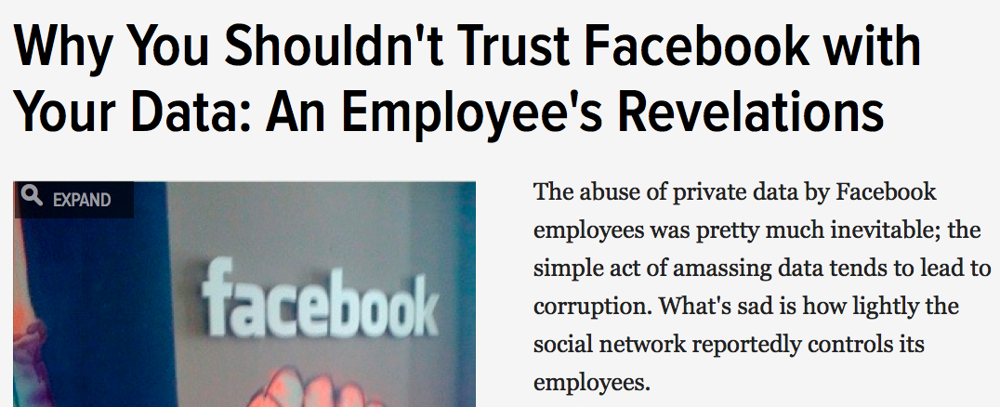 Why You Shouldn't Trust Facebook with
Your Data: An Employee's Revelations
EXPAND
facebook
The abuse of private data by Facebook
employees was pretty much inevitable; the
simple act of amassing data tends to lead to
corruption. What's sad is how lightly the
social network reportedly controls its
employees.